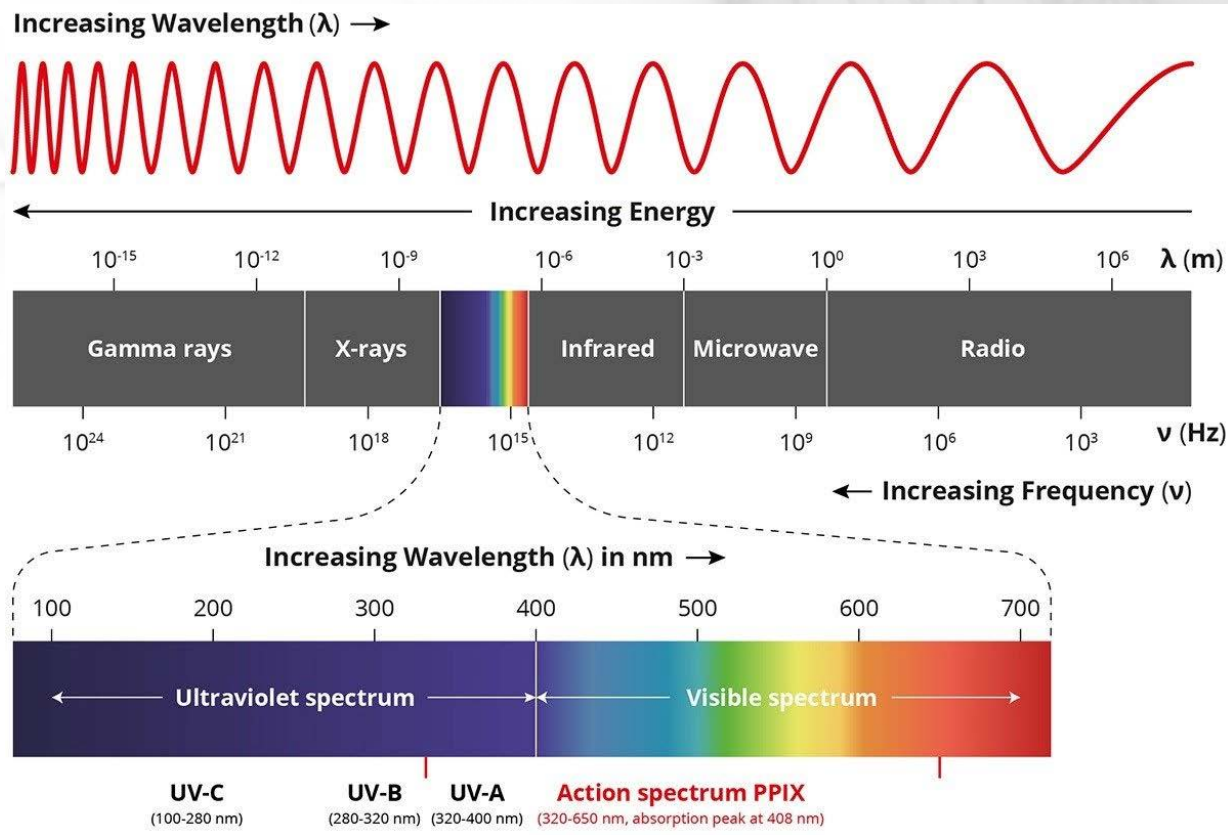 Increasing Wavelength (λ) →
← Increasing Energy
10⁻¹⁵ 10⁻¹² 10⁻⁹ 10⁻⁶ 10⁻³ 10⁰ 10³ 10⁶ λ (m)
Gamma rays X-rays Infrared Microwave Radio
10²⁴ 10²¹ 10¹⁸ 10¹⁵ 10¹² 10⁹ 10⁶ 10³ ν (Hz)
← Increasing Frequency (ν)
Increasing Wavelength (λ) in nm →
100 200 300 400 500 600 700
Ultraviolet spectrum Visible spectrum
UV-C UV-B UV-A Action spectrum PPIX
(100-280 nm) (280-320 nm) (320-400 nm) (320-650 nm, absorption peak at 408 nm)